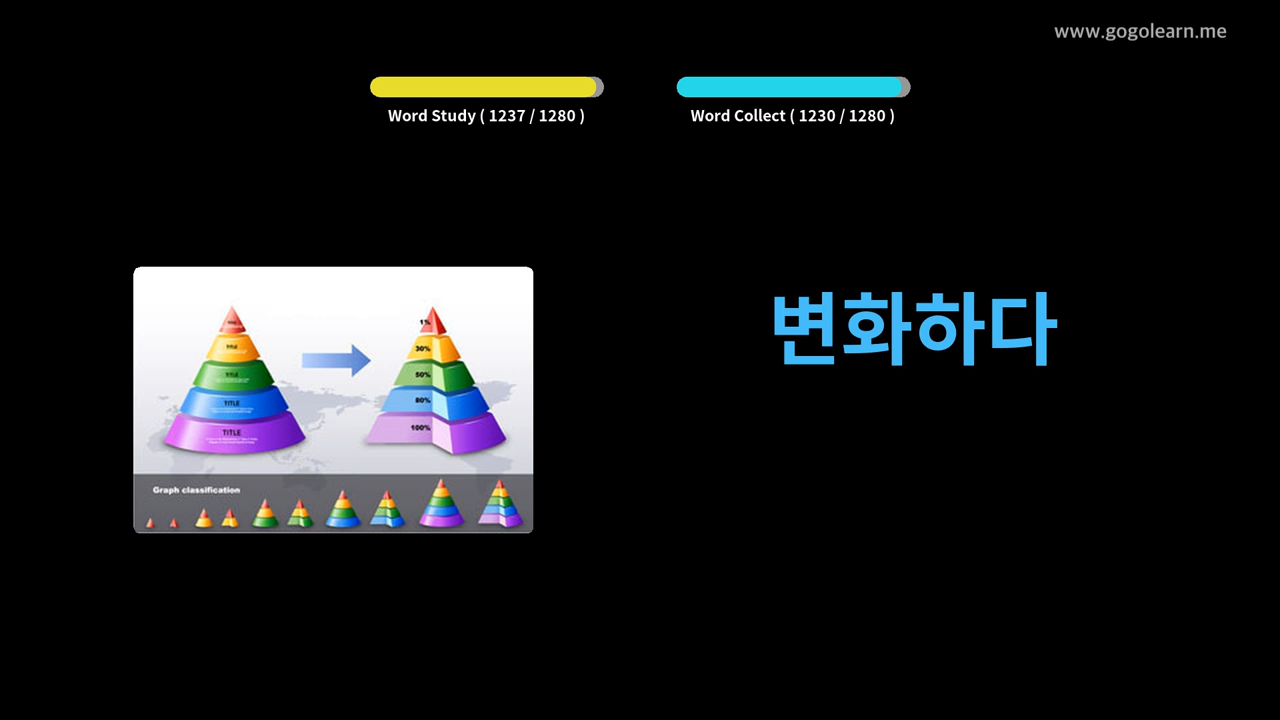 www.gogolearn.me
Word Study ( 1237 / 1280 )
Word Collect ( 1230 / 1280 )
변화하다
TITLE
TITLE
TITLE
TITLE
1%
30%
50%
80%
100%
Graph classification